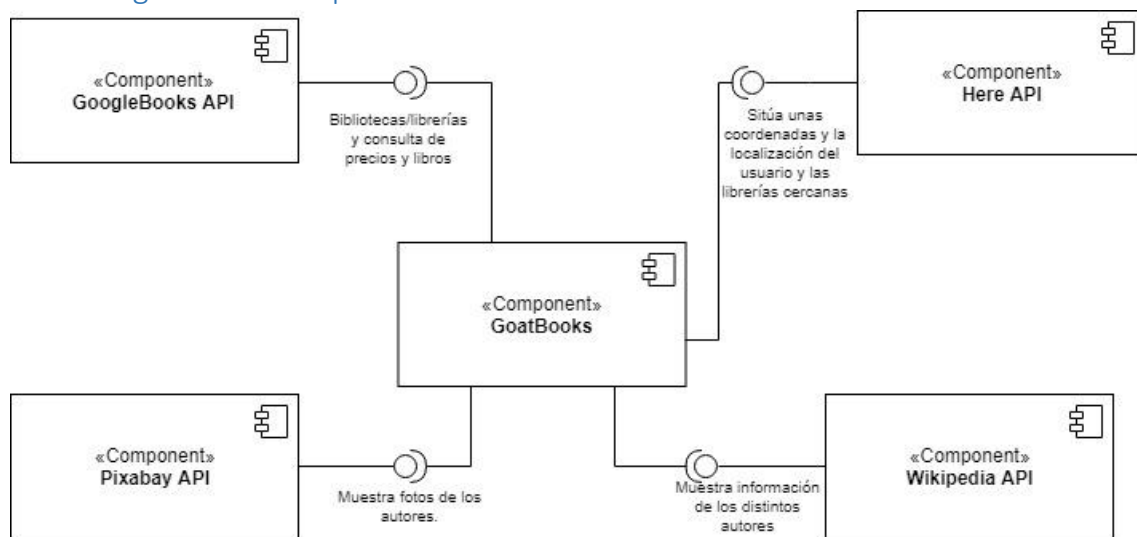 «Component»
GoogleBooks API
Bibliotecas/librerías
y consulta de
precios y libros
«Component»
Here API
Sitúa unas
coordenadas y la
localización del
usuario y las
librerías cercanas
«Component»
GoatBooks
«Component»
Pixabay API
Muestra fotos de los
autores.
«Component»
Wikipedia API
Muestra información
de los distintos
autores